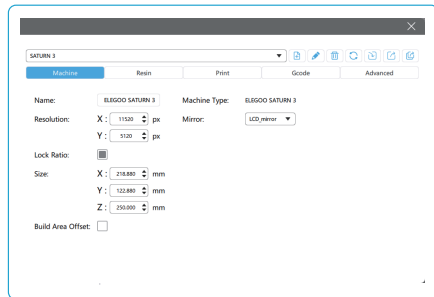 SATURN 3
Machine Resin Print Gcode Advanced
Name: ELEGOO SATURN 3 Machine Type: ELEGOO SATURN 3
Resolution: X : 11520 px Mirror: LCD_mirror
Y : 5120 px
Lock Ratio:
Size: X : 218.880 mm
Y : 122.880 mm
Z : 250.000 mm
Build Area Offset: